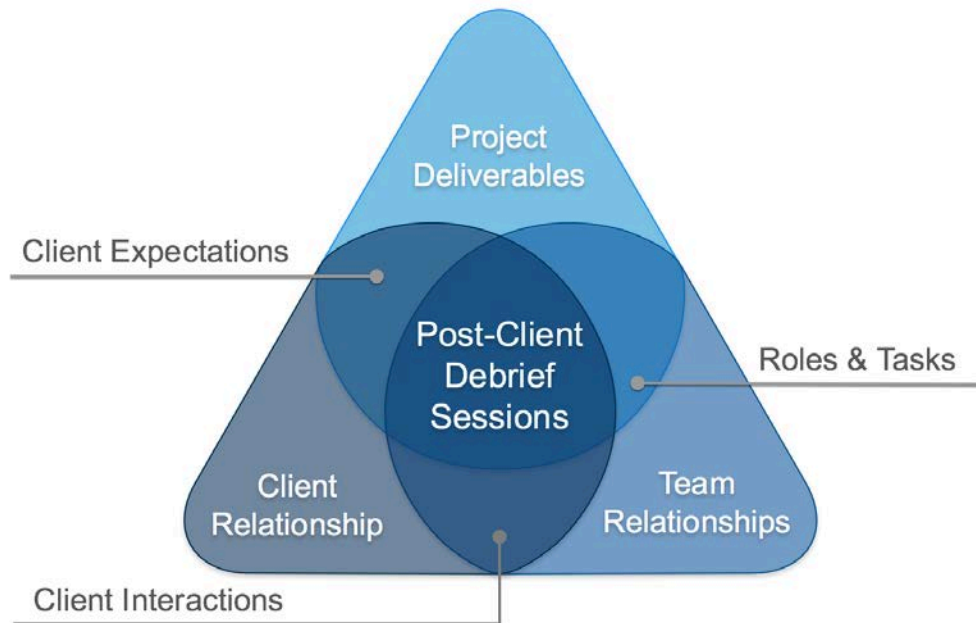 Project
Deliverables
Client Expectations
Post-Client
Debrief
Sessions
Roles & Tasks
Client
Relationship
Team
Relationships
Client Interactions